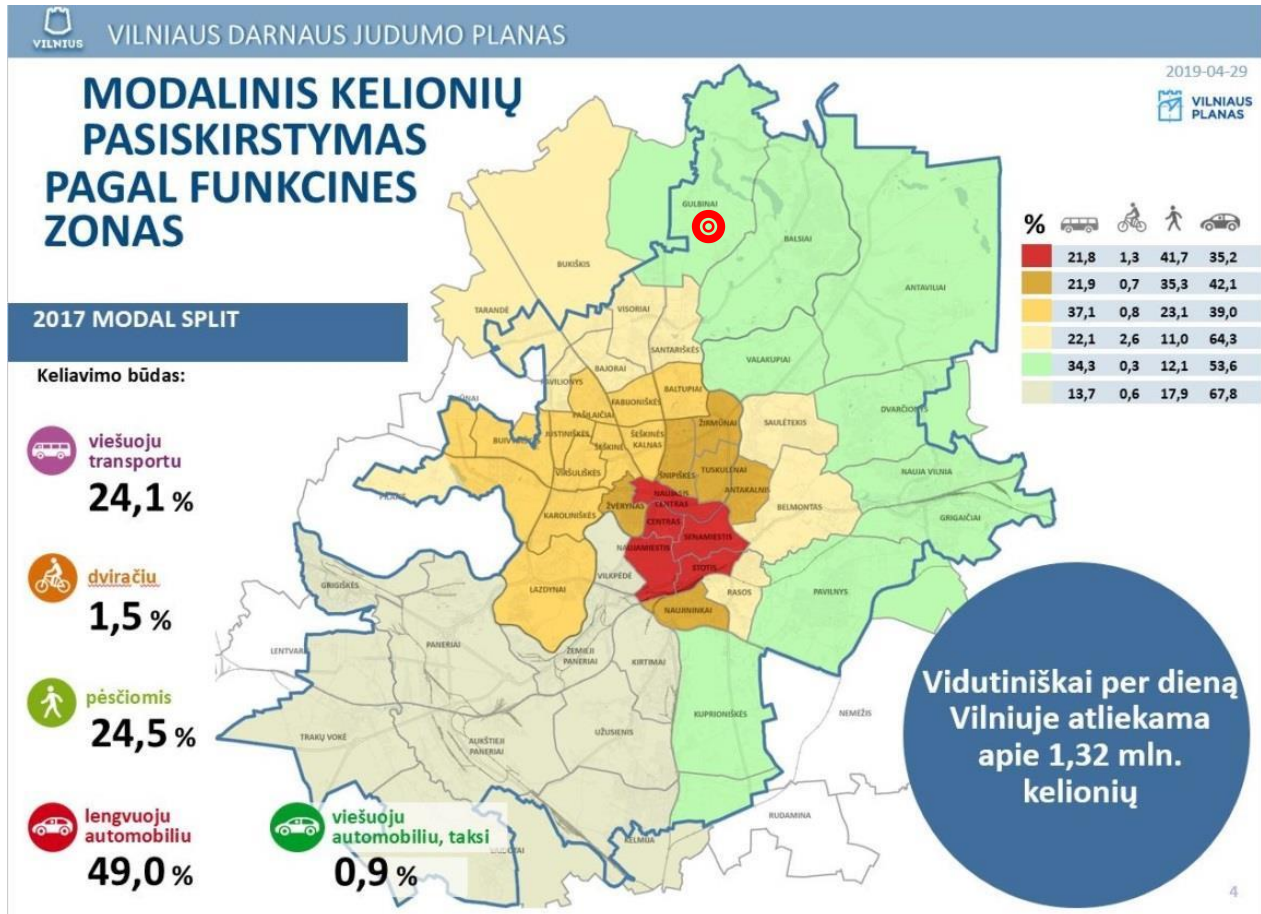 VILNIUS
VILNIAUS DARNAUS JUDUMO PLANAS
2019-04-29
VILNIAUS
PLANAS
MODALINIS KELIONIŲ
PASISKIRSTYMAS
PAGAL FUNKCINES
ZONAS
2017 MODAL SPLIT
Keliavimo būdas:
viešuoju
transportu
24,1 %
dviračiu
1,5 %
pėsčiomis
24,5 %
lengvuoju
automobiliu
49,0 %
viešuoju
automobiliu, taksi
0,9 %
%
21,8 1,3 41,7 35,2
21,9 0,7 35,3 42,1
37,1 0,8 23,1 39,0
22,1 2,6 11,0 64,3
34,3 0,3 12,1 53,6
13,7 0,6 17,9 67,8
GULBINAI
BALSIAI
BUKIŠKIS
ANTAVILIAI
TARANDĖ
VISORIAI
SANTARIŠKĖS
VALAKUPIAI
BAJORAI
BALTUPIAI
FABIJONIŠKĖS
PAŠILAIČIAI
DVARČIONYS
ŽIRMŪNAI
SAULĖTEKIS
JUSTINIŠKĖS
ŠEŠKINĖ
ŠEŠKINĖS
KALNAS
VIRŠULIŠKĖS
ŠNIPIŠKĖS
TUSKULĖNAI
ANTAKALNIS
NAUJA VILNIA
NAUJASIS
CENTRAS
ŽVĖRYNAS
KAROLINIŠKĖS
CENTRAS
SENAMIESTIS
BELMONTAS
GRIGAIČIAI
NAUJAMIESTIS
STOTIS
VILKPĖDĖ
GRIGIŠKĖS
LAZDYNAI
RASOS
PAVILNYS
NAUJININKAI
LENTVARIS
PANERIAI
ŽEMIEJI
PANERIAI
KIRTIMAI
KUPRIONIŠKĖS
NEMĖŽIS
TRAKŲ VOKĖ
AUKŠTIEJI
PANERIAI
UŽUSIENIS
RUDAMINA
KELMIJA
Vidutiniškai per dieną
Vilniuje atliekama
apie 1,32 mln.
kelionių
4